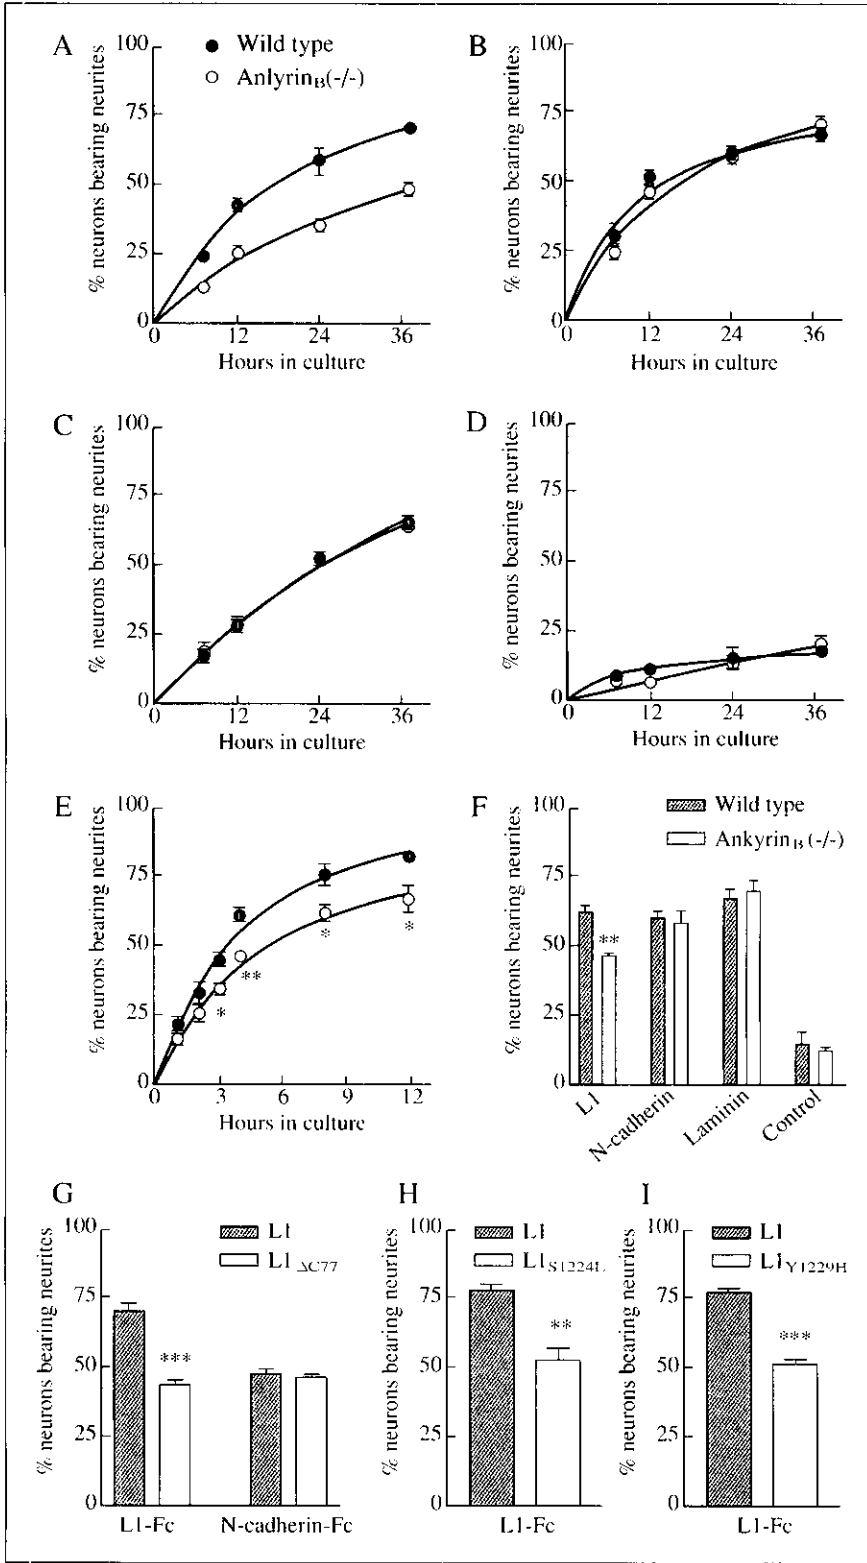 A
100
75
50
25
0
% neurons bearing neurites
Wild type
Anlyrin_B(-/-)
0 12 24 36
Hours in culture
B
100
75
50
25
0
% neurons bearing neurites
0 12 24 36
Hours in culture
C
100
75
50
25
0
% neurons bearing neurites
0 12 24 36
Hours in culture
D
100
75
50
25
0
% neurons bearing neurites
0 12 24 36
Hours in culture
E
100
75
50
25
0
% neurons bearing neurites
*
**
*
*
0 3 6 9 12
Hours in culture
F
100
75
50
25
0
% neurons bearing neurites
Wild type
Ankyrin_B (-/-)
**
L1
N-cadherin
Laminin
Control
G
100
75
50
25
0
% neurons bearing neurites
L1
L1_ΔC77
***
L1-Fc N-cadherin-Fc
H
100
75
50
25
0
% neurons bearing neurites
L1
L1_S1224L
**
L1-Fc
I
100
75
50
25
0
% neurons bearing neurites
L1
L1_Y1229H
***
L1-Fc